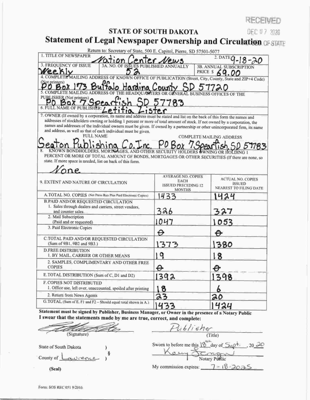 RECEIVED
DEC 07 2020
S.D. SEC. OF STATE
STATE OF SOUTH DAKOTA
Statement of Legal Newspaper Ownership and Circulation
Return to: Secretary of State, 500 E. Capitol, Pierre, SD 57501-5077
1. TITLE OF NEWSPAPER Nation Center News
2. DATE 9-18-20
3. FREQUENCY OF ISSUE Weekly
3A. NO. OF ISSUES PUBLISHED ANNUALLY 52
3B. ANNUAL SUBSCRIPTION PRICE $ 69.00
4. COMPLETE MAILING ADDRESS OF KNOWN OFFICE OF PUBLICATION (Street, City, County, State and ZIP+4 Code)
PO Box 173 Buffalo Harding County SD 57720
5. COMPLETE MAILING ADDRESS OF THE HEADQUARTERS OR GENERAL BUSINESS OFFICES OF THE
PO Box 7 Spearfish SD 57783
6. FULL NAME OF Letitia Lister
7. OWNER (If owned by a corporation, its name and address must be stated and also on the back of this form the names and
addresses of stockholders owning or holding 1 percent or more of total amount of stock. If not owned by a corporation, the
names and addresses of the individual owners must be given. If owned by a partnership or other unincorporated firm, its name
and address, as well as that of each individual must be given.
FULL NAME COMPLETE MAILING ADDRESS
Seaton Publishing Co. Inc. PO Box 7 Spearfish SD 57783
8. KNOWN BONDHOLDERS, MORTGAGES, AND OTHER SECURITY HOLDERS OWNING OR HOLDING 1
PERCENT OR MORE OF TOTAL AMOUNT OF BONDS, MORTGAGES OR OTHER SECURITIES (If there are none, so
state. If more space is needed, list on back of this form.
None
9. EXTENT AND NATURE OF CIRCULATION
AVERAGE NO. COPIES EACH ISSUED PRECEDING 12 MONTHS
ACTUAL NO. COPIES ISSUED NEAREST TO FILING DATE
A. TOTAL NO. COPIES 1433 1424
B. PAID AND/OR REQUESTED CIRCULATION
1. Sales through dealers and carriers, street vendors, and counter sales 326 327
2. Mail Subscription (Paid and or requested) 1047 1053
3. Paid Electronic Copies 0 0
C. TOTAL PAID AND/OR REQUESTED CIRCULATION (Sum of 9B1, 9B2 and 9B3) 1373 1380
D. FREE DISTRIBUTION
1. BY MAIL, CARRIER OR OTHER MEANS 19 18
2. SAMPLES, COMPLIMENTARY AND OTHER FREE COPIES 0 0
E. TOTAL DISTRIBUTION (Sum of C, D1 and D2) 1392 1398
F. COPIES NOT DISTRIBUTED
1. Office use, left over, unaccounted, spoiled after printing 18 6
2. Return from News Agents 23 20
G. TOTAL (Sum of E, F1 and F2 - Should equal total shown in A.) 1433 1424
Statement must be signed by Publisher, Business Manager, or Owner in the presence of a Notary Public
I swear that the statements made by me are true, correct, and complete:
Publisher
(Signature) (Title)
State of South Dakota )
Sworn to before me this 18th day of Sept, 2020
County of Lawrence )
Notary Public
(Seal)
My commission expires: 7-18-2025